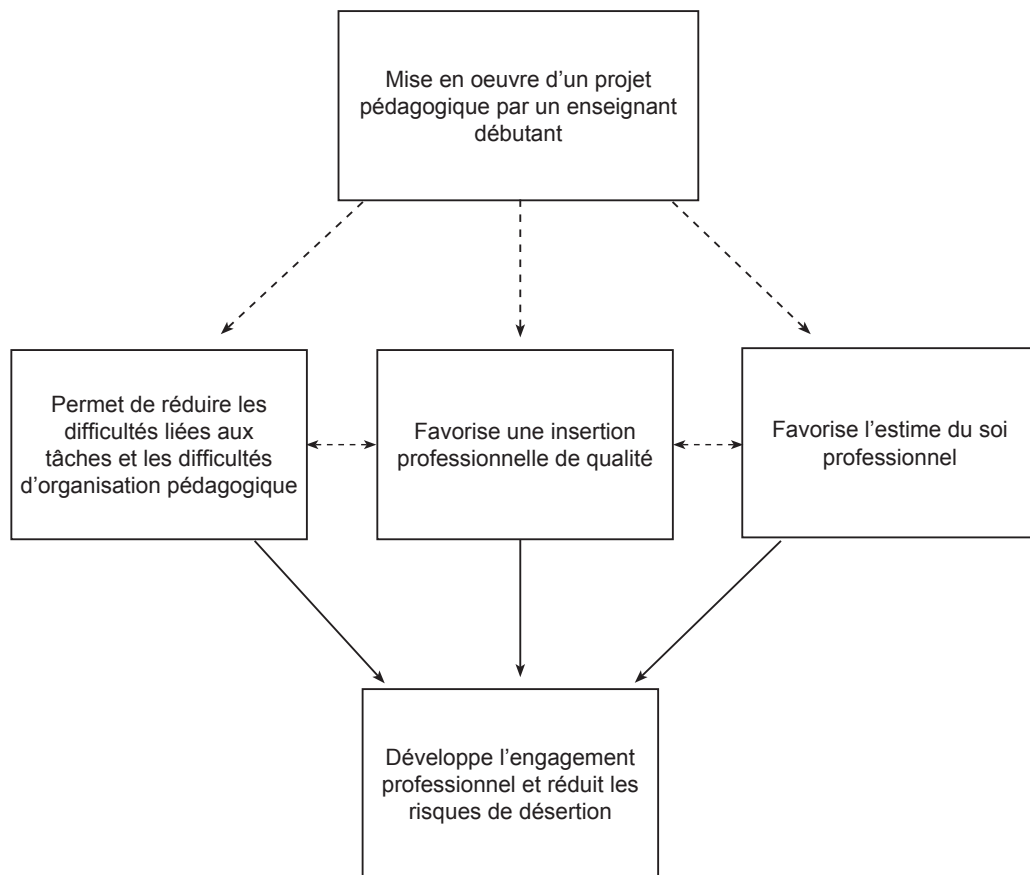 Mise en oeuvre d’un projet
pédagogique par un enseignant
débutant
Permet de réduire les
difficultés liées aux
tâches et les difficultés
d’organisation pédagogique
Favorise une insertion
professionnelle de qualité
Favorise l’estime du soi
professionnel
Développe l’engagement
professionnel et réduit les
risques de désertion